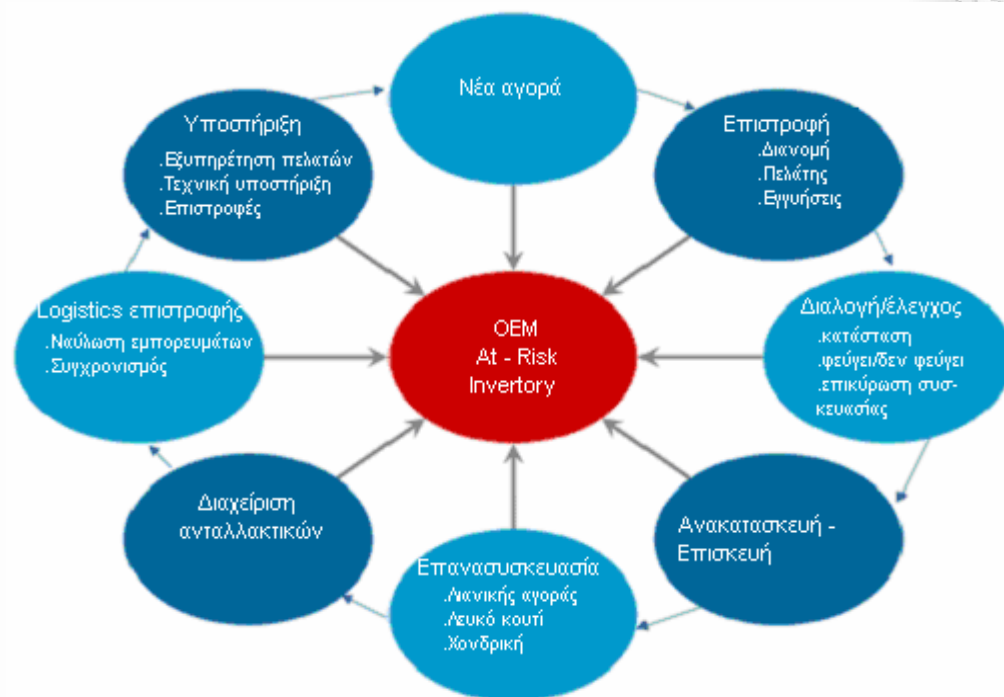 Νέα αγορά
Επιστροφή
.Διανομή
.Πελάτης
.Εγγυήσεις
Διαλογή/έλεγχος
.κατάσταση
.φεύγει/δεν φεύγει
.επικύρωση συσ-
κευασίας
Ανακατασκευή -
Επισκευή
Επανασυσκευασία
.Λιανικής αγοράς
.Λευκό κουτί
.Χονδρική
Διαχείριση
ανταλλακτικών
Logistics επιστροφής
.Ναύλωση εμπορευμάτων
.Συγχρονισμός
Υποστήριξη
.Εξυπηρέτηση πελατών
.Τεχνική υποστήριξη
.Επιστροφές
OEM
At - Risk
Invertory